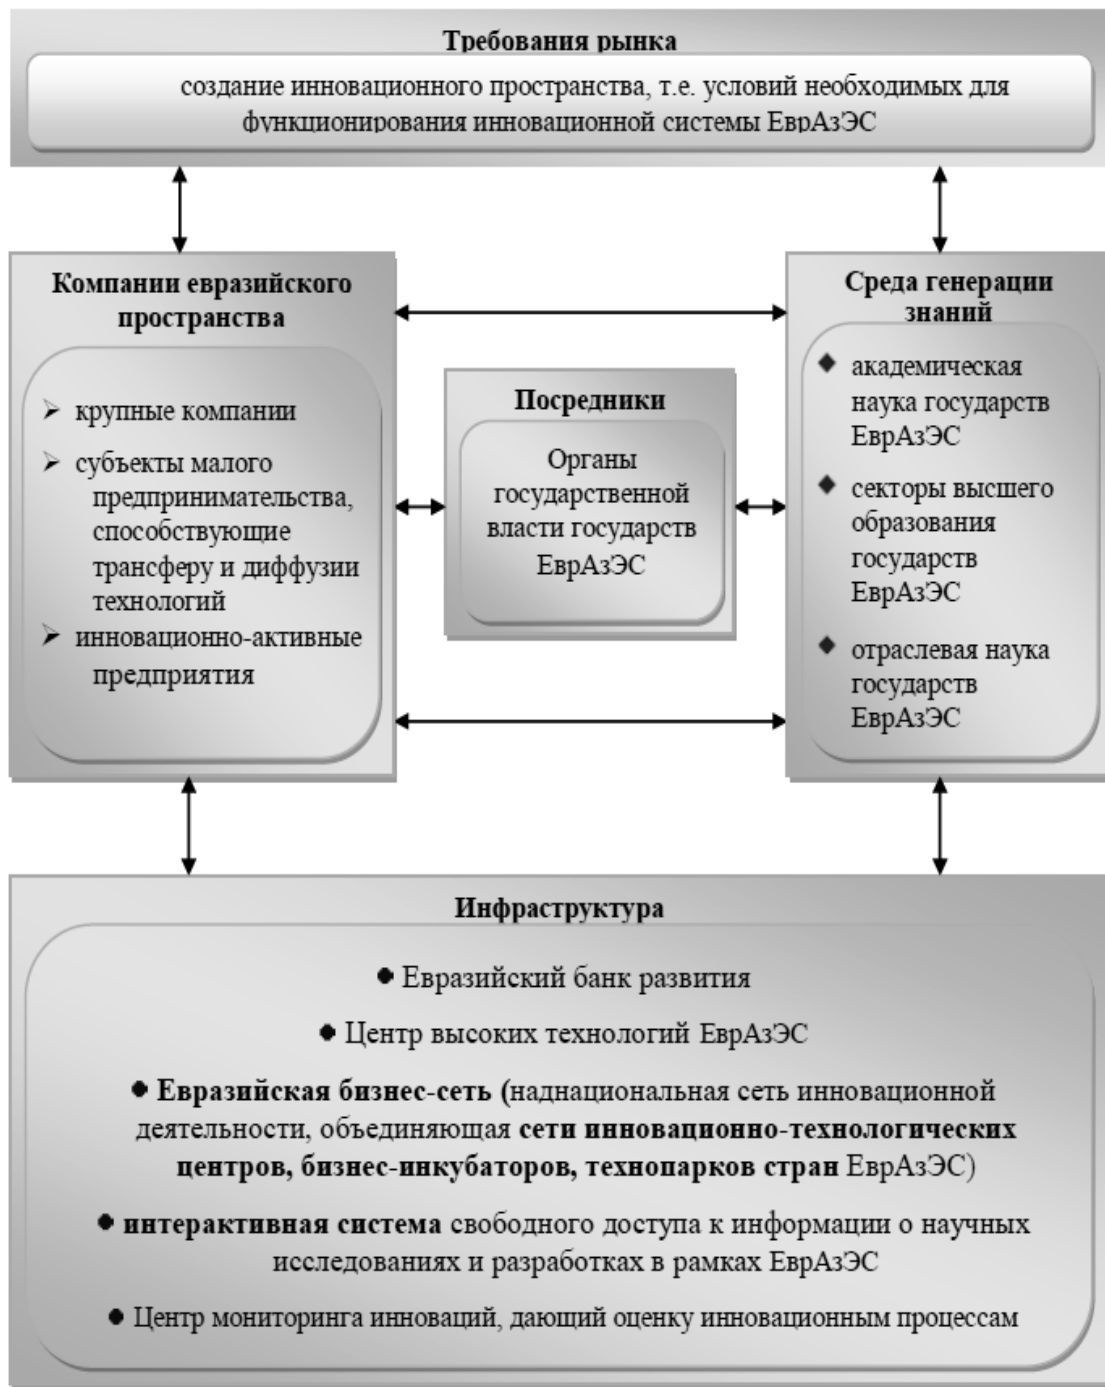 Требования рынка
создание инновационного пространства, т.е. условий необходимых для
функционирования инновационной системы ЕврАзЭС
Компании евразийского
пространства
➢ крупные компании
➢ субъекты малого
предпринимательства,
способствующие
трансферу и диффузии
технологий
➢ инновационно-активные
предприятия
Посредники
Органы
государственной
власти государств
ЕврАзЭС
Среда генерации
знаний
◆ академическая
наука государств
ЕврАзЭС
◆ секторы высшего
образования
государств
ЕврАзЭС
◆ отраслевая наука
государств
ЕврАзЭС
Инфраструктура
● Евразийский банк развития
● Центр высоких технологий ЕврАзЭС
● Евразийская бизнес-сеть (наднациональная сеть инновационной
деятельности, объединяющая сети инновационно-технологических
центров, бизнес-инкубаторов, технопарков стран ЕврАзЭС)
● интерактивная система свободного доступа к информации о научных
исследованиях и разработках в рамках ЕврАзЭС
● Центр мониторинга инноваций, дающий оценку инновационным процессам